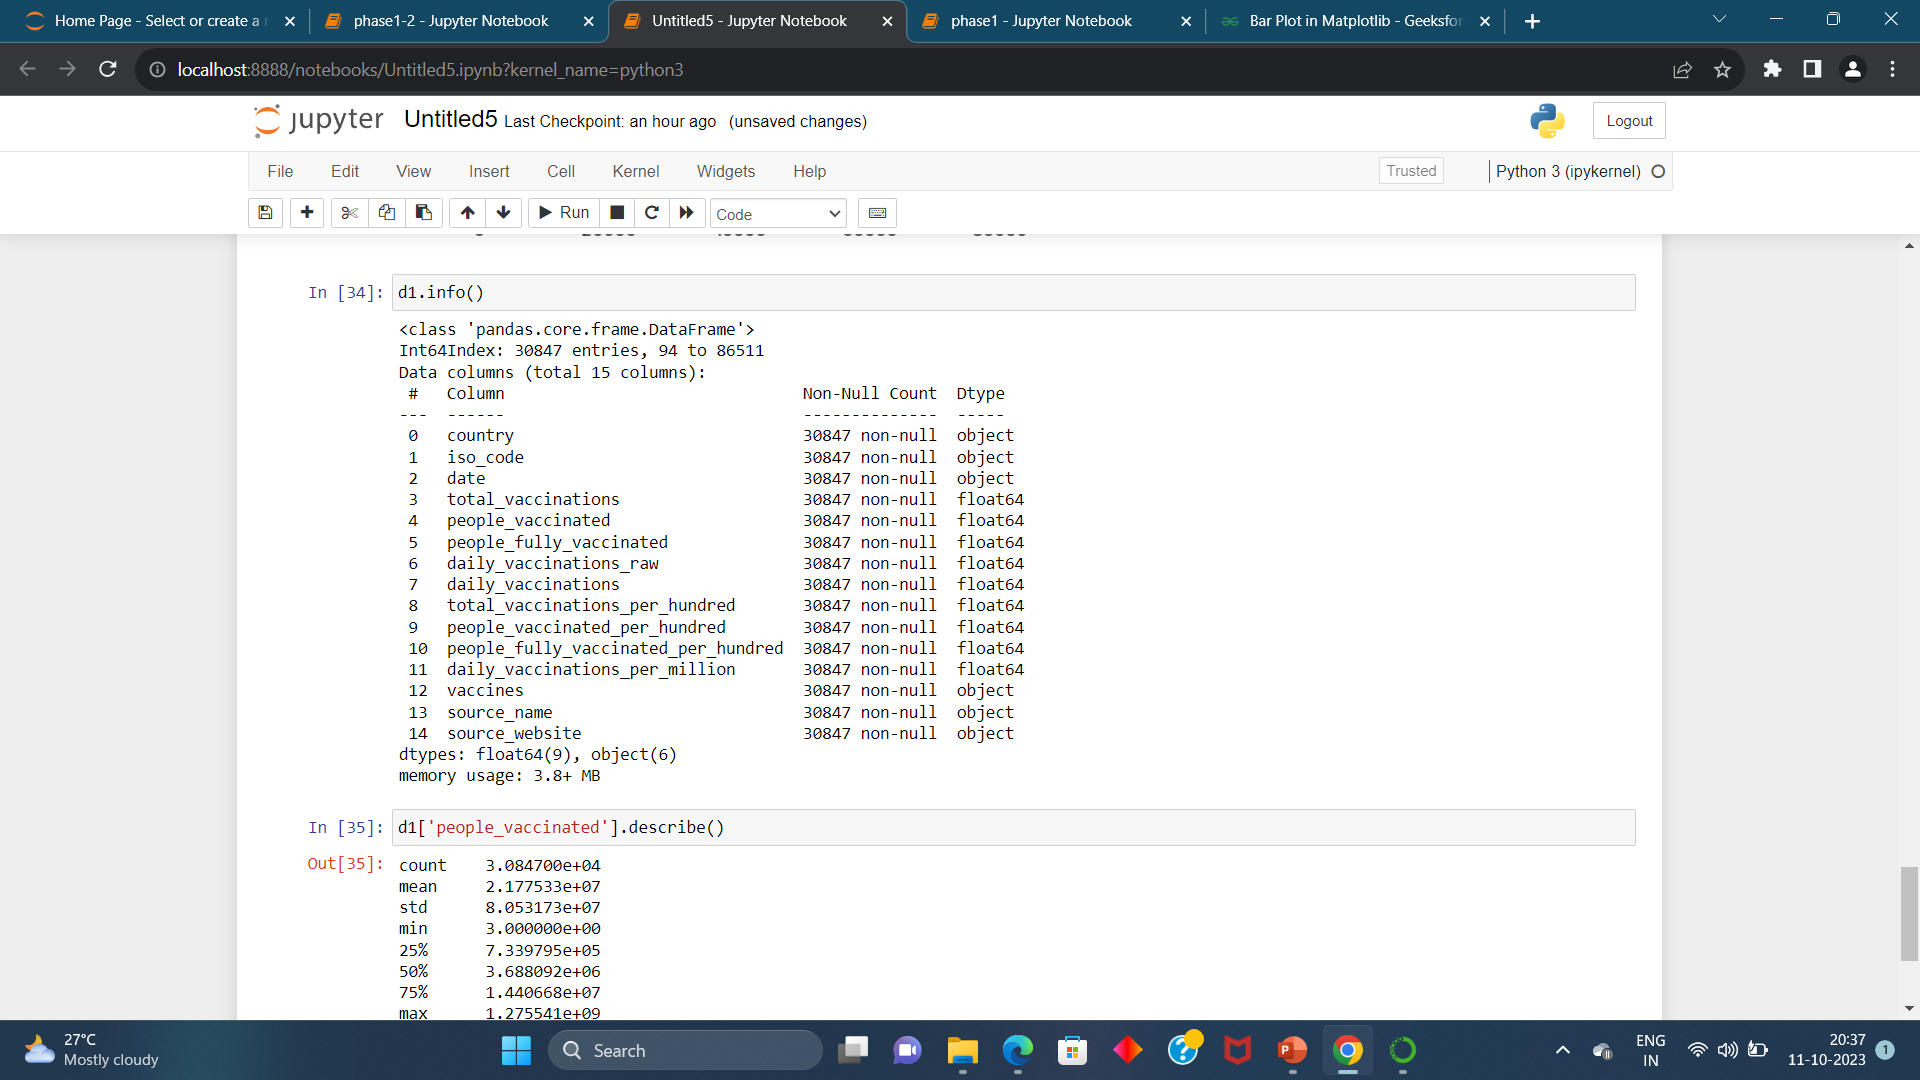 Home Page - Select or create a n
phase1-2 - Jupyter Notebook
Untitled5 - Jupyter Notebook
phase1 - Jupyter Notebook
Bar Plot in Matplotlib - Geeksfor
localhost:8888/notebooks/Untitled5.ipynb?kernel_name=python3
jupyter Untitled5 Last Checkpoint: an hour ago (unsaved changes)
Logout
File Edit View Insert Cell Kernel Widgets Help
Trusted
Python 3 (ipykernel)
Run
Code
In [34]: d1.info()
<class 'pandas.core.frame.DataFrame'>
Int64Index: 30847 entries, 94 to 86511
Data columns (total 15 columns):
# Column Non-Null Count Dtype
--- ------ -------------- -----
0 country 30847 non-null object
1 iso_code 30847 non-null object
2 date 30847 non-null object
3 total_vaccinations 30847 non-null float64
4 people_vaccinated 30847 non-null float64
5 people_fully_vaccinated 30847 non-null float64
6 daily_vaccinations_raw 30847 non-null float64
7 daily_vaccinations 30847 non-null float64
8 total_vaccinations_per_hundred 30847 non-null float64
9 people_vaccinated_per_hundred 30847 non-null float64
10 people_fully_vaccinated_per_hundred 30847 non-null float64
11 daily_vaccinations_per_million 30847 non-null float64
12 vaccines 30847 non-null object
13 source_name 30847 non-null object
14 source_website 30847 non-null object
dtypes: float64(9), object(6)
memory usage: 3.8+ MB
In [35]: d1['people_vaccinated'].describe()
Out[35]: count 3.084700e+04
mean 2.177533e+07
std 8.053173e+07
min 3.000000e+00
25% 7.339795e+05
50% 3.688092e+06
75% 1.440668e+07
max 1.275541e+09
27°C
Mostly cloudy
Search
ENG
IN
20:37
11-10-2023
1